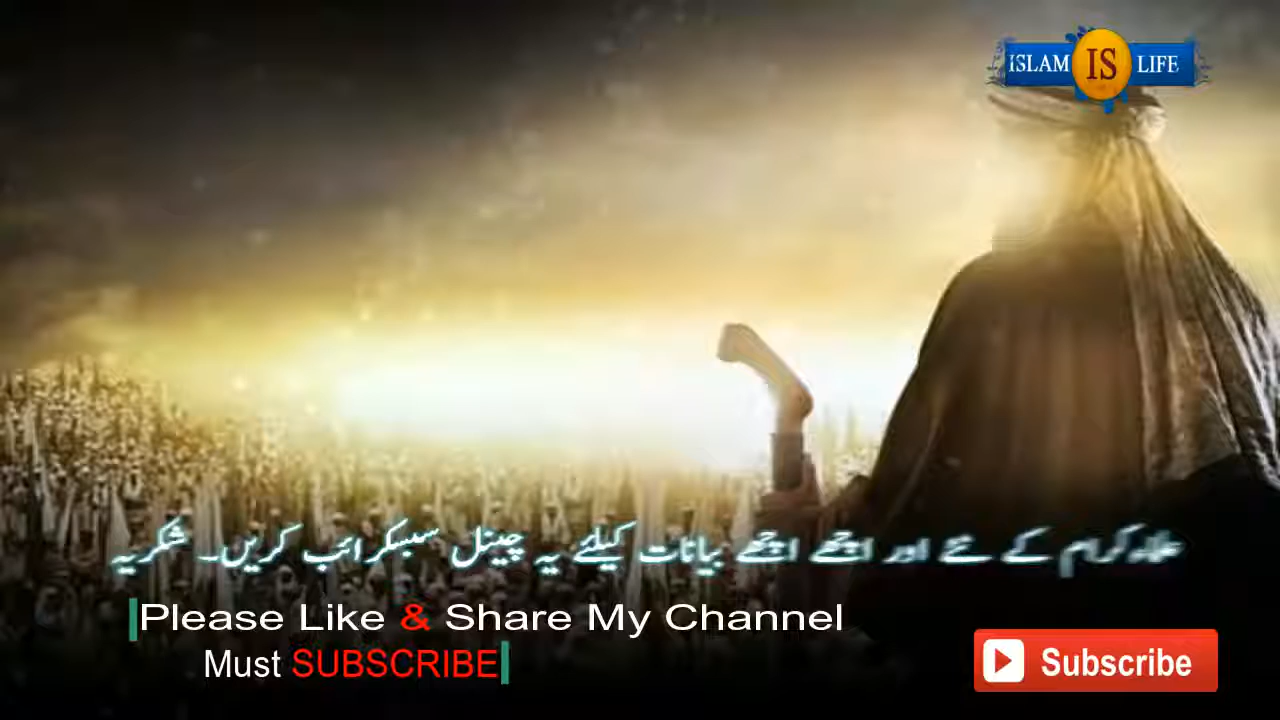 ISLAM IS LIFE
علماء کرام کے نئے اور اچھے اچھے بیانات کیلئے یہ چینل سبسکرائب کریں۔ شکریہ
Please Like & Share My Channel
Must SUBSCRIBE
Subscribe